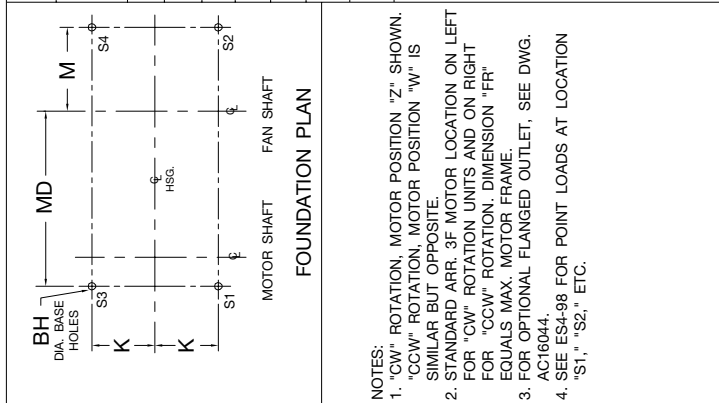 BH
DIA. BASE
HOLES
MD
M
S3
S4
K
K
℄
HSG.
S1
S2
℄
℄
MOTOR SHAFT
FAN SHAFT
FOUNDATION PLAN
NOTES:
1. "CW" ROTATION, MOTOR POSITION "Z" SHOWN.
"CCW" ROTATION, MOTOR POSITION "W" IS
SIMILAR BUT OPPOSITE.
2. STANDARD ARR. 3F MOTOR LOCATION ON LEFT
FOR "CW" ROTATION UNITS AND ON RIGHT
FOR "CCW" ROTATION. DIMENSION "FR"
EQUALS MAX. MOTOR FRAME.
3. FOR OPTIONAL FLANGED OUTLET, SEE DWG.
AC16044.
4. SEE ES4-98 FOR POINT LOADS AT LOCATION
"S1," "S2," ETC.